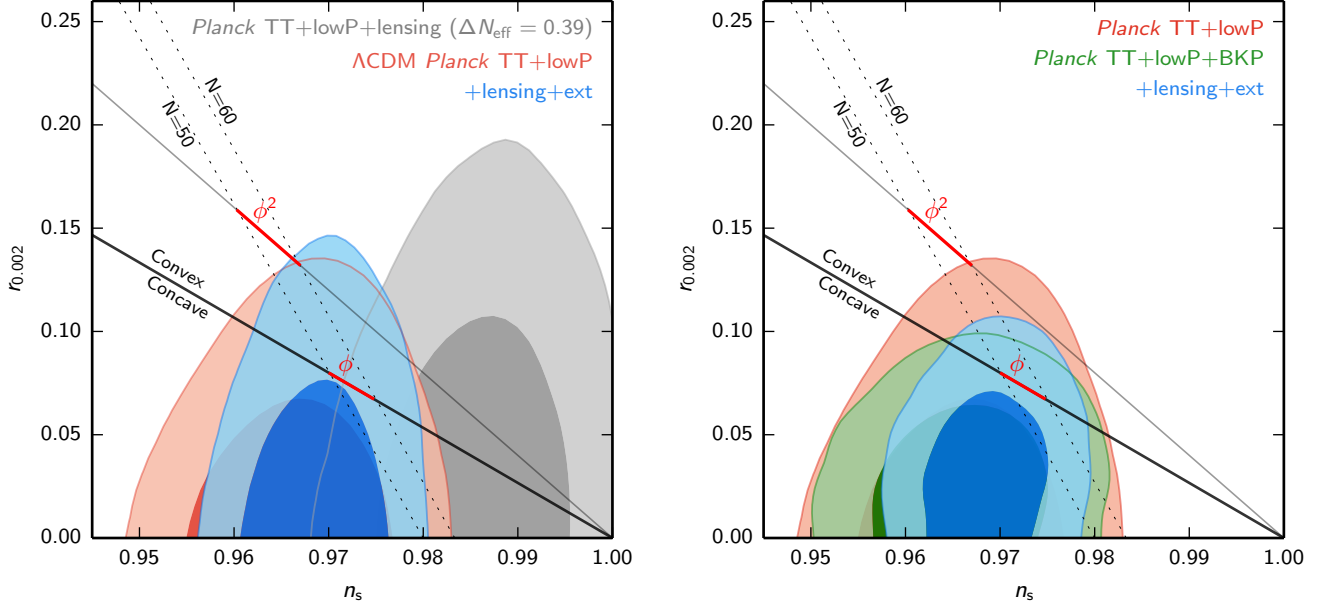 Planck TT+lowP+lensing (ΔN_eff = 0.39)
ΛCDM Planck TT+lowP
+lensing+ext
N=60
N=50
ϕ²
Convex
Concave
ϕ
0.26
0.20
0.15
0.10
0.05
0.00
r_0.002
0.95 0.96 0.97 0.98 0.99 1.00
n_s
Planck TT+lowP
Planck TT+lowP+BKP
+lensing+ext
N=60
N=50
ϕ²
Convex
Concave
ϕ
0.25
0.20
0.15
0.10
0.05
0.00
0.95 0.96 0.97 0.98 0.99 1.00
n_s